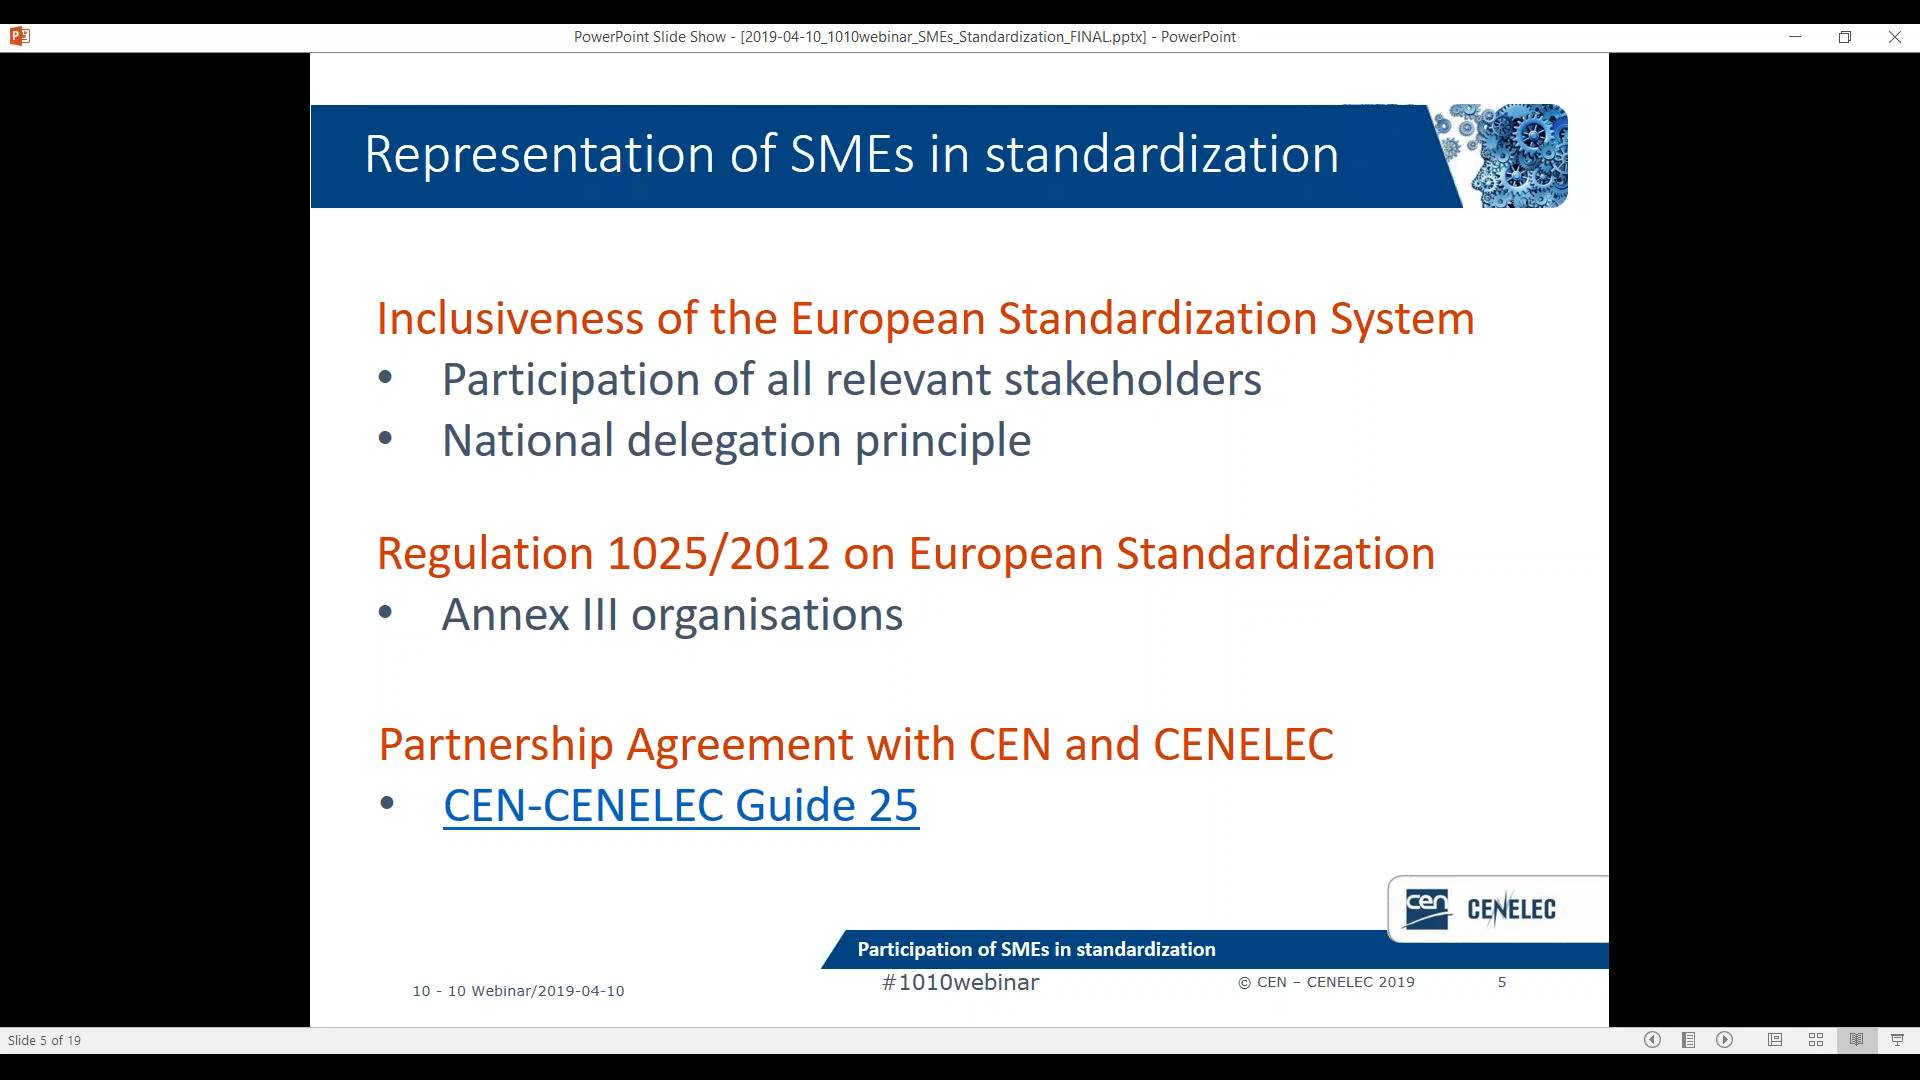 PowerPoint Slide Show - [2019-04-10_1010webinar_SMEs_Standardization_FINAL.pptx] - PowerPoint
Representation of SMEs in standardization
Inclusiveness of the European Standardization System
• Participation of all relevant stakeholders
• National delegation principle
Regulation 1025/2012 on European Standardization
• Annex III organisations
Partnership Agreement with CEN and CENELEC
• CEN-CENELEC Guide 25
cen CENELEC
Participation of SMEs in standardization
10 - 10 Webinar/2019-04-10
#1010webinar
© CEN – CENELEC 2019
5
Slide 5 of 19